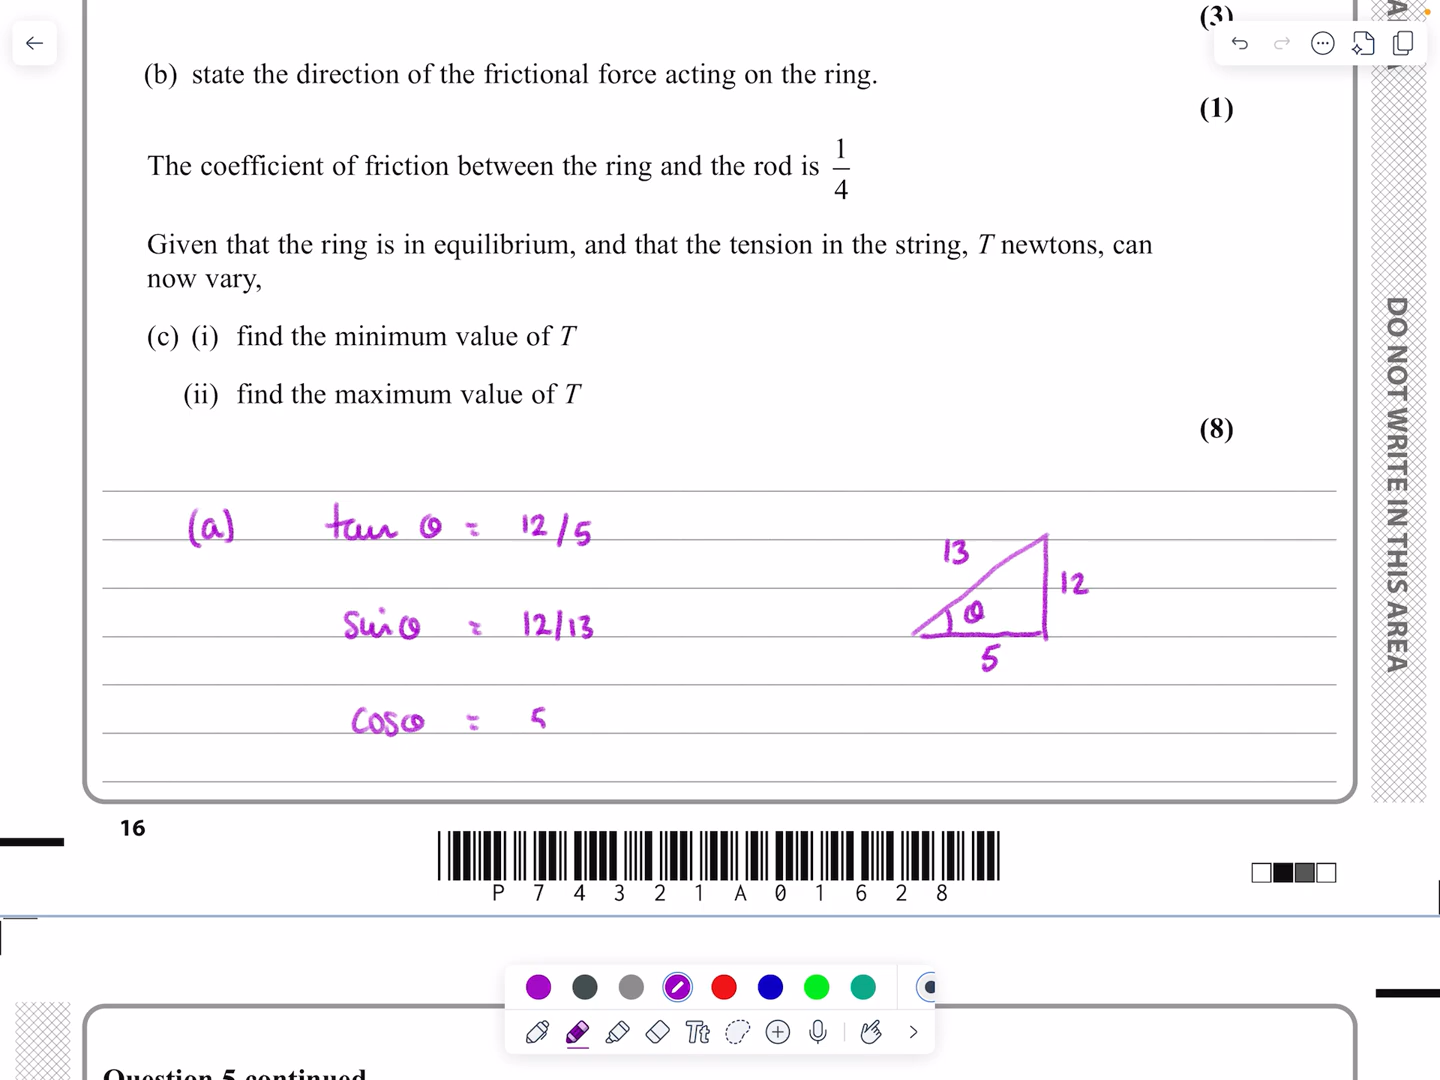 (3)
(b) state the direction of the frictional force acting on the ring.
(1)
The coefficient of friction between the ring and the rod is 1/4
Given that the ring is in equilibrium, and that the tension in the string, T newtons, can
now vary,
(c) (i) find the minimum value of T
(ii) find the maximum value of T
(8)
DO NOT WRITE IN THIS AREA
(a) tan θ = 12/5
13
12
θ
5
sinθ = 12/13
cosθ = 5
16
P 7 4 3 2 1 A 0 1 6 2 8
Tt
Question 5 continued